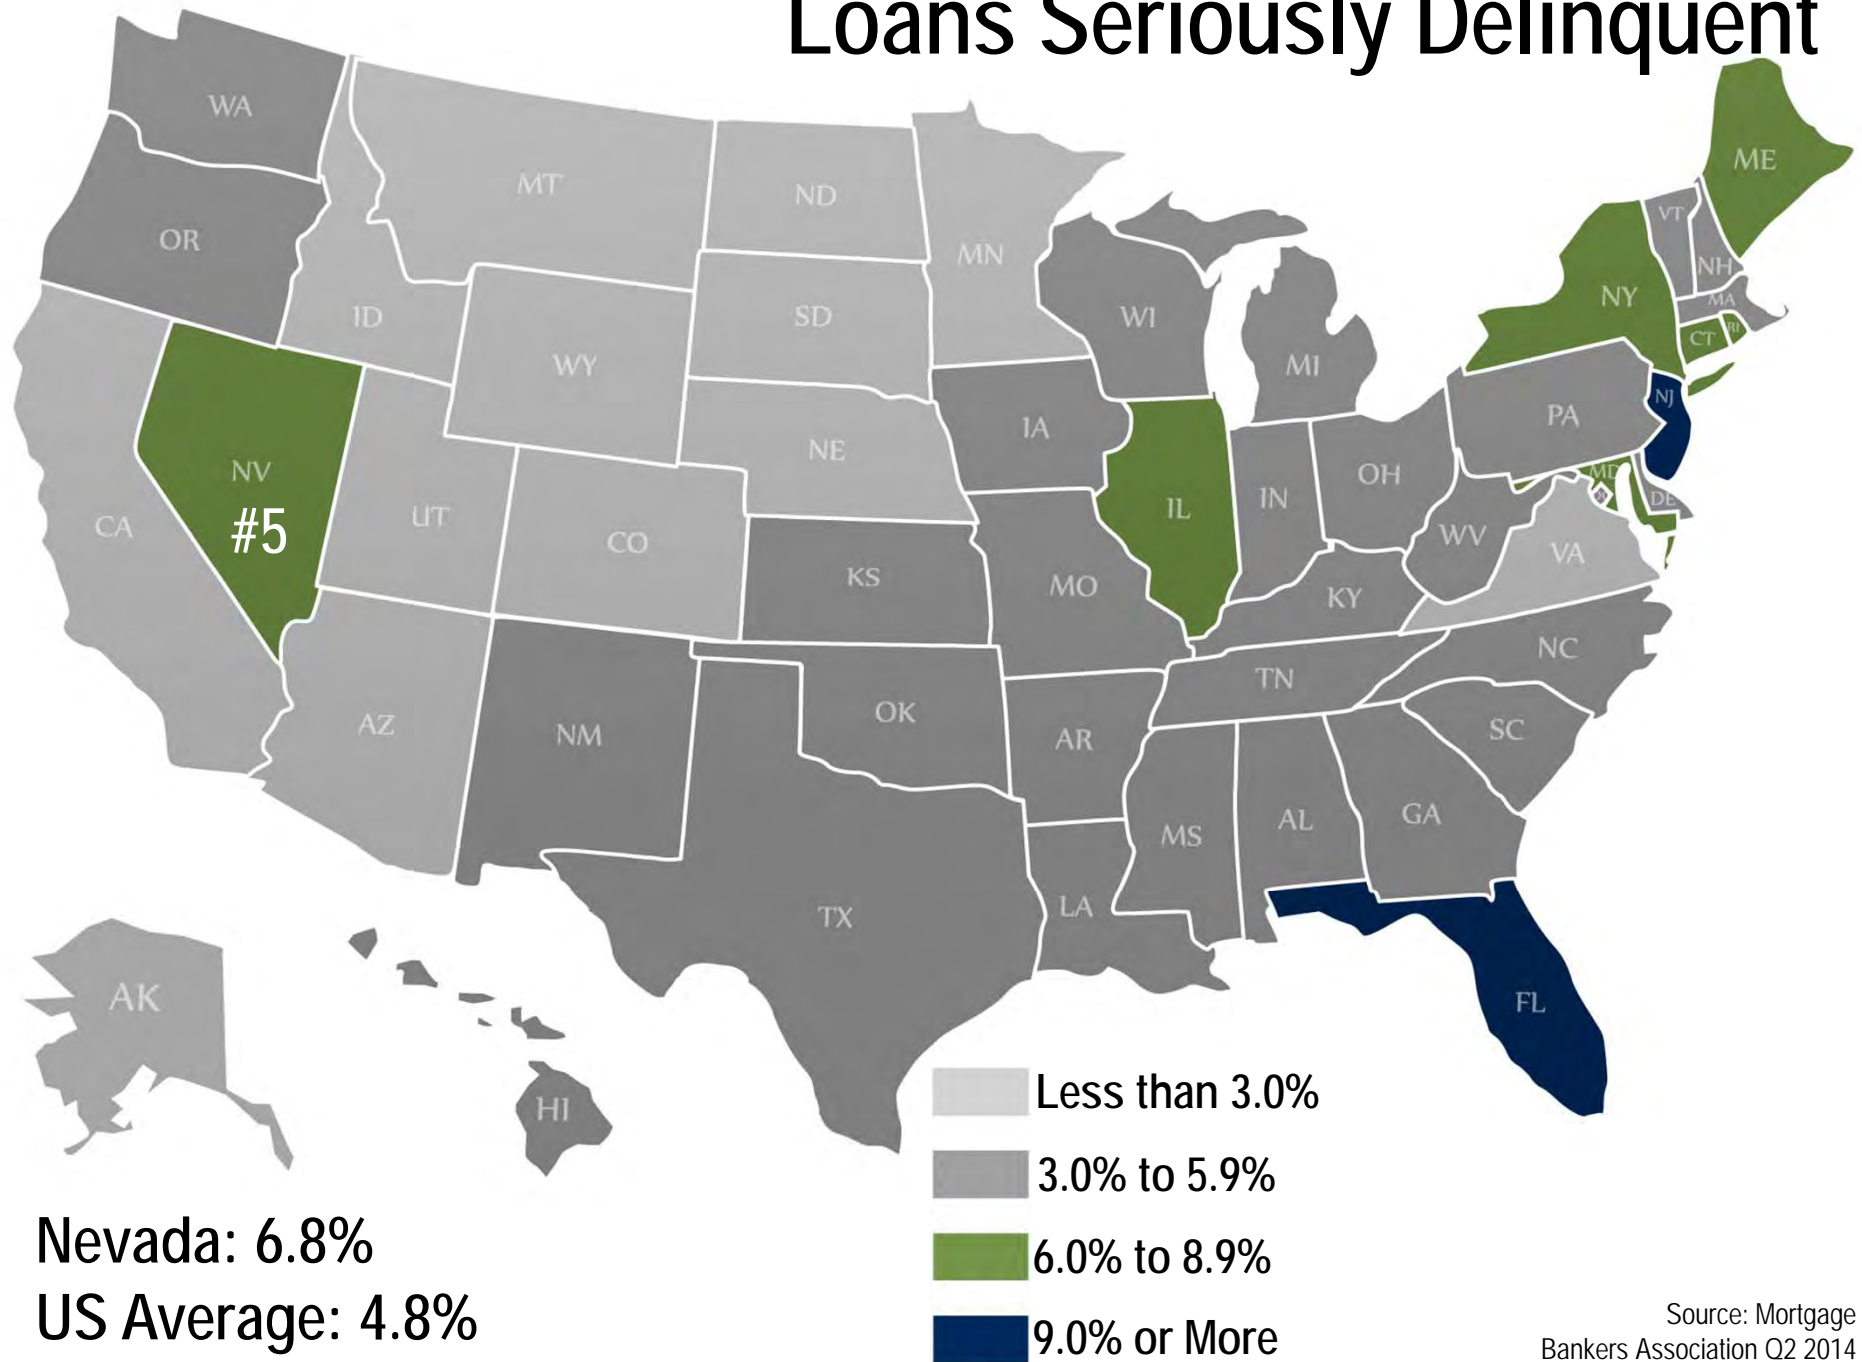 Loans Seriously Delinquent
WA
MT
ND
MN
ME
OR
ID
SD
WI
MI
VT
NH
NY
MA
CT
RI
WY
NE
IA
PA
NJ
NV
#5
UT
CO
CA
KS
MO
IL
IN
OH
WV
MD
DC
DE
VA
KY
NC
TN
SC
AZ
NM
OK
AR
MS
AL
GA
TX
LA
FL
AK
HI
Less than 3.0%
3.0% to 5.9%
6.0% to 8.9%
9.0% or More
Nevada: 6.8%
US Average: 4.8%
Source: Mortgage
Bankers Association Q2 2014